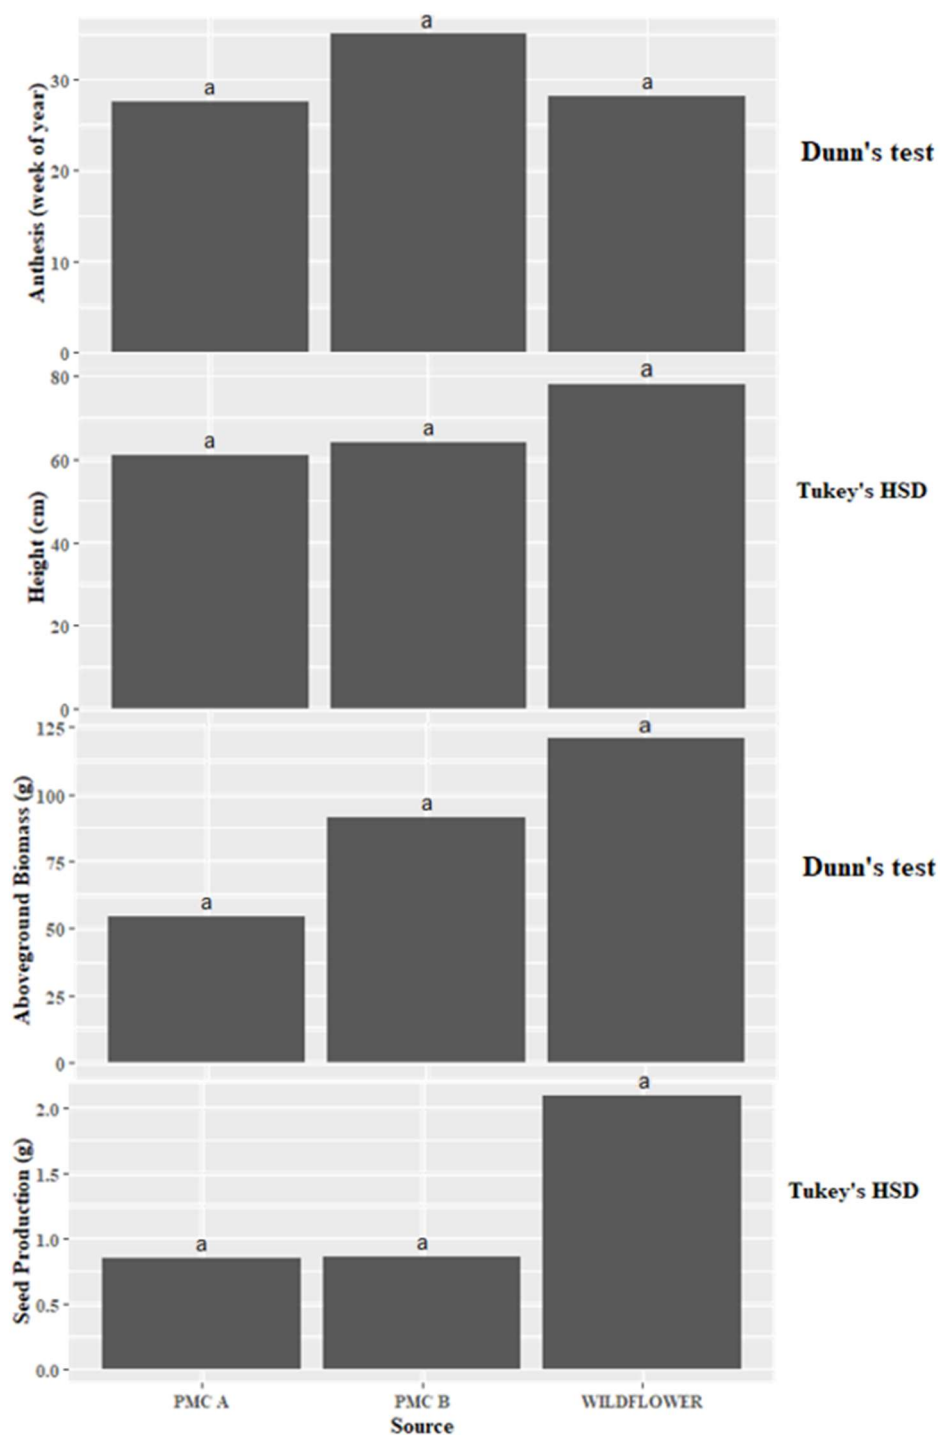 a
a
a
30
20
10
0
Anthesis (week of year)
Dunn's test
a
a
a
80
60
40
20
0
Height (cm)
Tukey's HSD
a
a
a
125
100
75
50
25
0
Aboveground Biomass (g)
Dunn's test
a
a
a
2.0
1.5
1.0
0.5
0.0
Seed Production (g)
Tukey's HSD
PMC A PMC B WILDFLOWER
Source